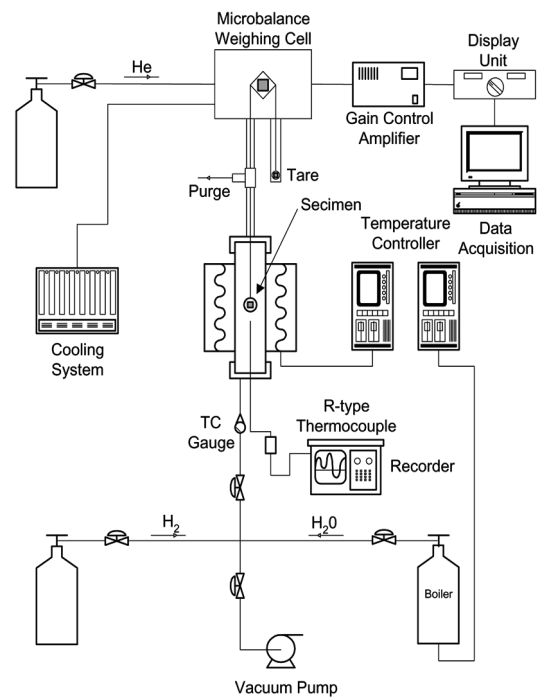 Microbalance
Weighing Cell
He
Display
Unit
Gain Control
Amplifier
Purge
Tare
Secimen
Temperature
Controller
Data
Acquisition
Cooling
System
TC
Gauge
R-type
Thermocouple
Recorder
H₂
H₂0
Boiler
Vacuum Pump